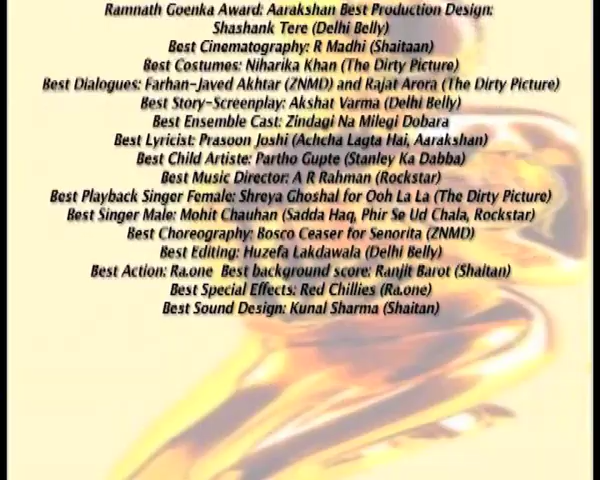 Ramnath Goenka Award: Aarakshan Best Production Design:
Shashank Tere (Delhi Belly)
Best Cinematography: R Madhi (Shaitaan)
Best Costumes: Niharika Khan (The Dirty Picture)
Best Dialogues: Farhan-Javed Akhtar (ZNMD) and Rajat Arora (The Dirty Picture)
Best Story-Screenplay: Akshat Varma (Delhi Belly)
Best Ensemble Cast: Zindagi Na Milegi Dobara
Best Lyricist: Prasoon Joshi (Achcha Lagta Hai, Aarakshan)
Best Child Artiste: Partho Gupte (Stanley Ka Dabba)
Best Music Director: A R Rahman (Rockstar)
Best Playback Singer Female: Shreya Ghoshal for Ooh La La (The Dirty Picture)
Best Singer Male: Mohit Chauhan (Sadda Haq, Phir Se Ud Chala, Rockstar)
Best Choreography: Bosco Ceaser for Senorita (ZNMD)
Best Editing: Huzefa Lakdawala (Delhi Belly)
Best Action: Ra.one Best background score: Ranjit Barot (Shaitan)
Best Special Effects: Red Chillies (Ra.one)
Best Sound Design: Kunal Sharma (Shaitan)